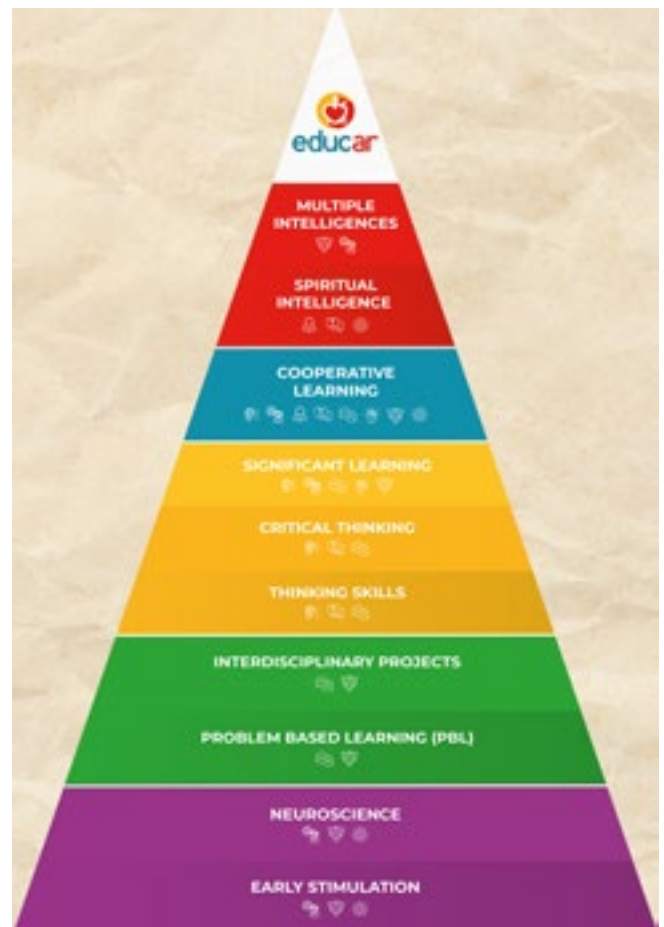 educar
MULTIPLE
INTELLIGENCES
SPIRITUAL
INTELLIGENCE
COOPERATIVE
LEARNING
SIGNIFICANT LEARNING
CRITICAL THINKING
THINKING SKILLS
INTERDISCIPLINARY PROJECTS
PROBLEM BASED LEARNING (PBL)
NEUROSCIENCE
EARLY STIMULATION